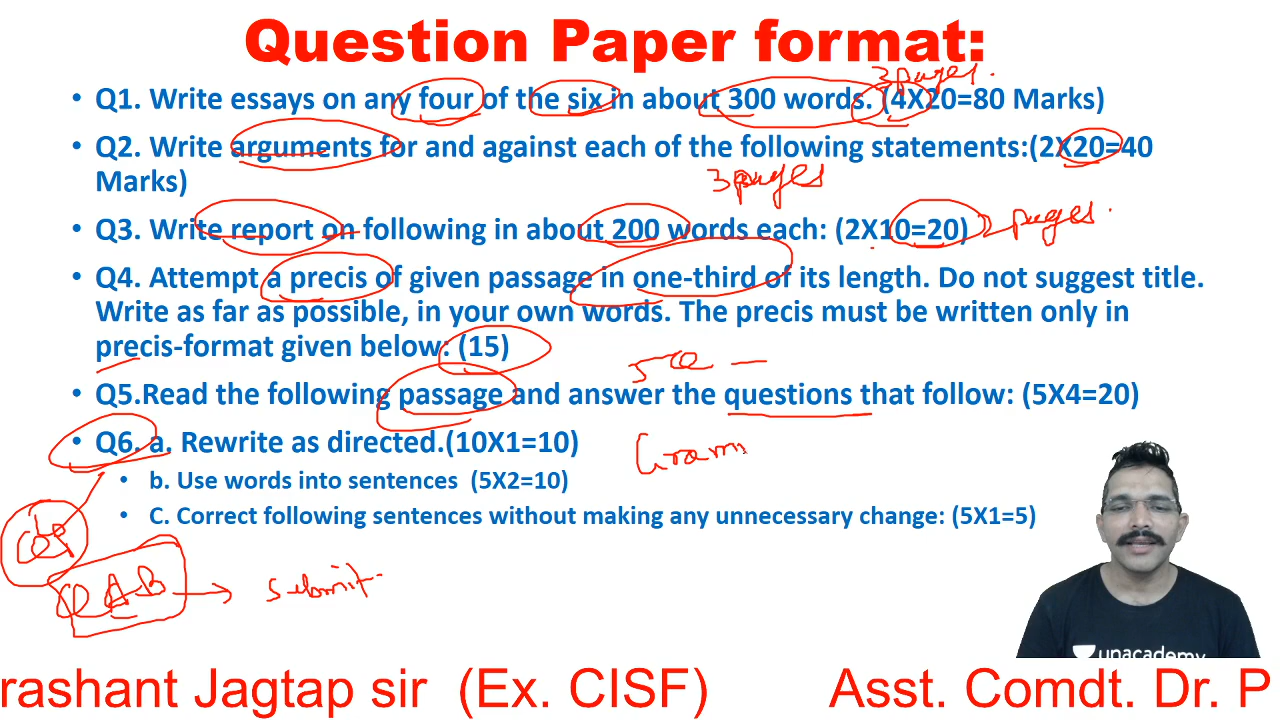 Question Paper format:
3 pages.
• Q1. Write essays on any four of the six in about 300 words. (4X20=80 Marks)
• Q2. Write arguments for and against each of the following statements:(2X20=40
Marks)
3 pages
• Q3. Write report on following in about 200 words each: (2X10=20) 2 pages.
• Q4. Attempt a precis of given passage in one-third of its length. Do not suggest title.
Write as far as possible, in your own words. The precis must be written only in
precis-format given below: (15)
• Q5.Read the following passage and answer the questions that follow: (5X4=20)
• Q6. a. Rewrite as directed.(10X1=10) Gram
• b. Use words into sentences (5X2=10)
• C. Correct following sentences without making any unnecessary change: (5X1=5)
QAB → submit.
unacademy
rashant Jagtap sir (Ex. CISF) Asst. Comdt. Dr. P